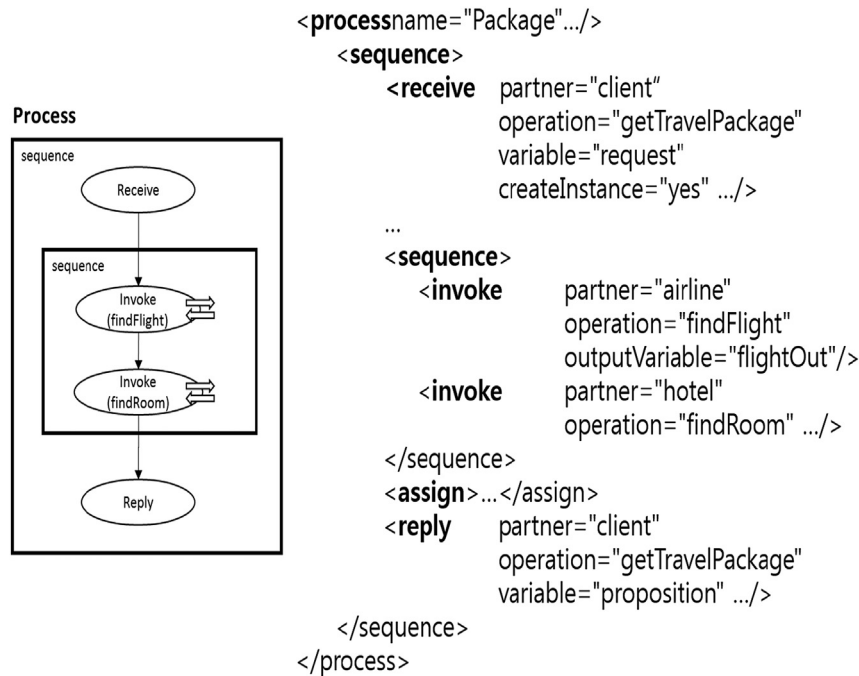 Process
sequence
Receive
sequence
Invoke
(findFlight)
Invoke
(findRoom)
Reply
<processname="Package".../>
<sequence>
<receive partner="client“
operation="getTravelPackage"
variable="request"
createInstance="yes" .../>
...
<sequence>
<invoke partner="airline"
operation="findFlight"
outputVariable="flightOut"/>
<invoke partner="hotel"
operation="findRoom" .../>
</sequence>
<assign>...</assign>
<reply partner="client"
operation="getTravelPackage"
variable="proposition" .../>
</sequence>
</process>